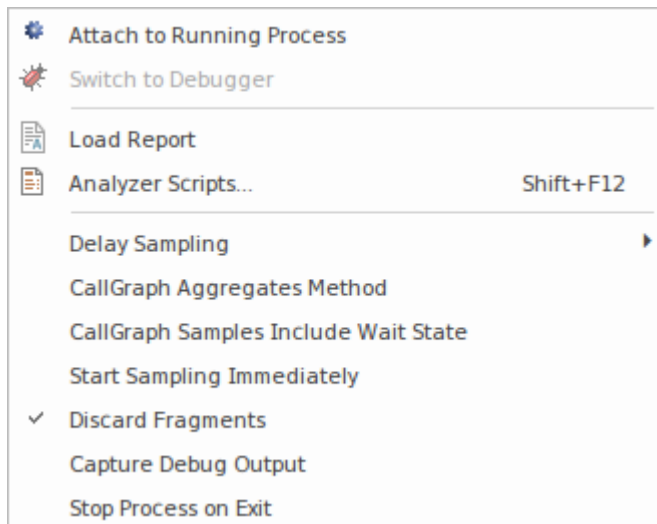 Attach to Running Process
Switch to Debugger
Load Report
Analyzer Scripts... Shift+F12
Delay Sampling
CallGraph Aggregates Method
CallGraph Samples Include Wait State
Start Sampling Immediately
Discard Fragments
Capture Debug Output
Stop Process on Exit